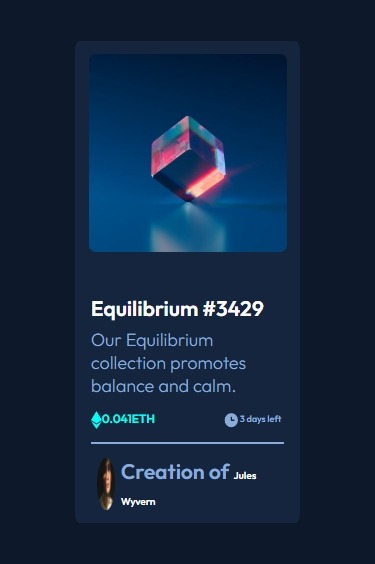 Equilibrium #3429
Our Equilibrium
collection promotes
balance and calm.
0.041ETH 3 days left
Creation of Jules
Wyvern